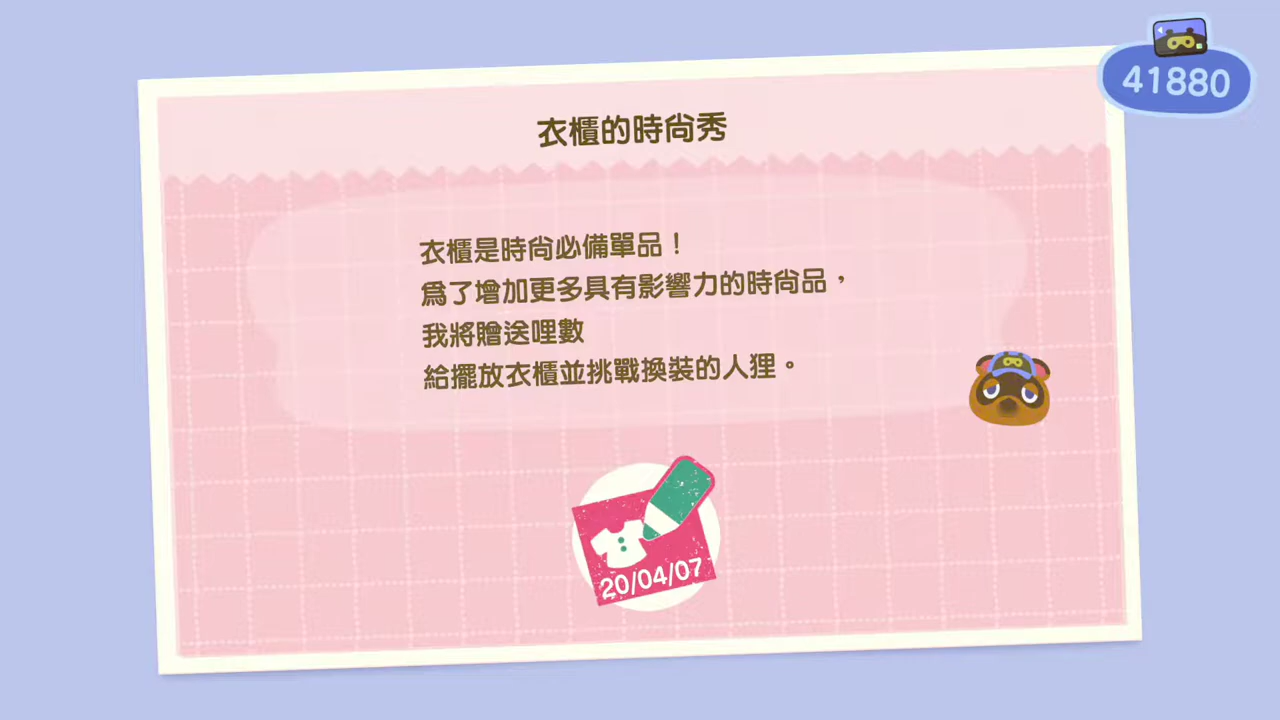 41880
衣櫃的時尚秀
衣櫃是時尚必備單品！
為了增加更多具有影響力的時尚品，
我將贈送哩數
給擺放衣櫃並挑戰換裝的人狸。
20/04/07